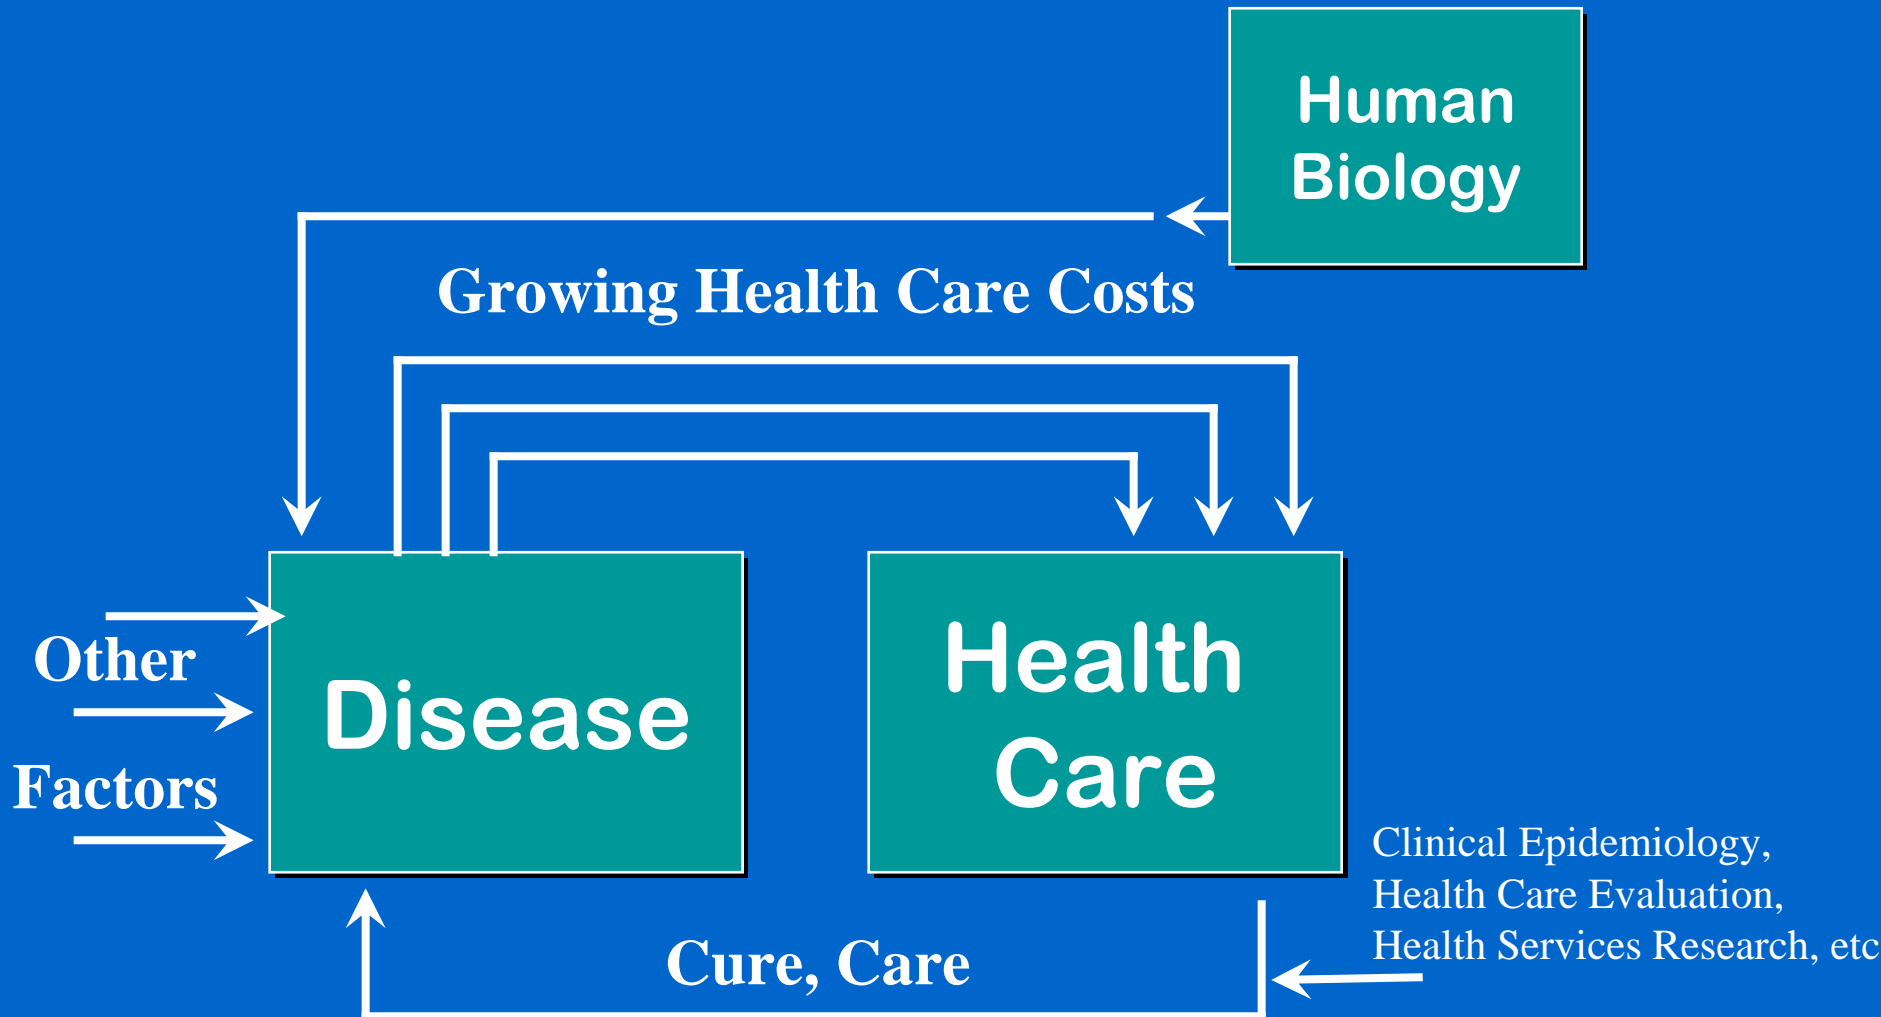 Human
Biology
Growing Health Care Costs
Other
Factors
Disease
Health
Care
Clinical Epidemiology,
Health Care Evaluation,
Health Services Research, etc
Cure, Care